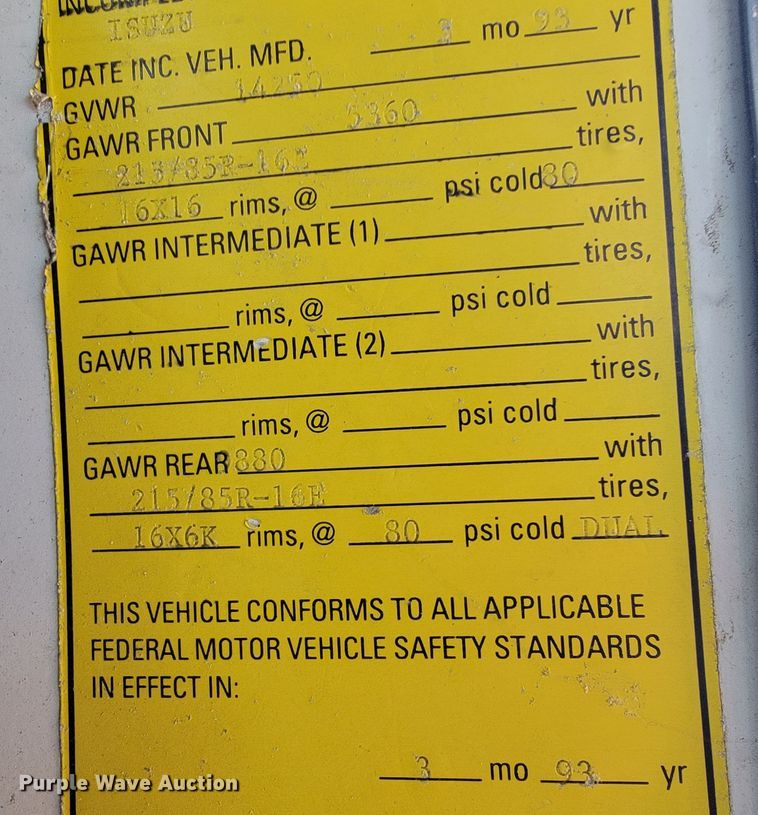 ISUZU
DATE INC. VEH. MFD. 3 mo 93 yr
GVWR 14250
GAWR FRONT 5360 with
215/85R-16E tires,
16X16 rims, @ psi cold 80
GAWR INTERMEDIATE (1) with
tires,
rims, @ psi cold
GAWR INTERMEDIATE (2) with
tires,
rims, @ psi cold
GAWR REAR 9880 with
215/85R-16E tires,
16X6K rims, @ 80 psi cold DUAL
THIS VEHICLE CONFORMS TO ALL APPLICABLE
FEDERAL MOTOR VEHICLE SAFETY STANDARDS
IN EFFECT IN:
3 mo 93 yr
Purple Wave Auction